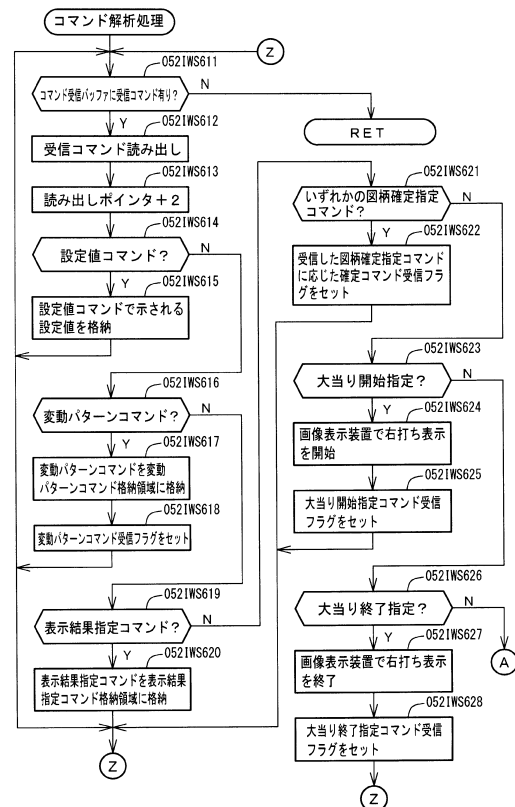 コマンド解析処理
Z
052IWS611
コマンド受信バッファに受信コマンド有り?
N
Y
RET
052IWS612
受信コマンド読み出し
052IWS613
読み出しポインタ+2
052IWS614
設定値コマンド?
N
Y
052IWS615
設定値コマンドで示される
設定値を格納
052IWS616
変動パターンコマンド?
N
Y
052IWS617
変動パターンコマンドを変動
パターンコマンド格納領域に格納
052IWS618
変動パターンコマンド受信フラグをセット
052IWS619
表示結果指定コマンド?
N
Y
052IWS620
表示結果指定コマンドを表示結果
指定コマンド格納領域に格納
Z
052IWS621
いずれかの図柄確定指定
コマンド?
N
Y
052IWS622
受信した図柄確定指定コマンド
に応じた確定コマンド受信フラ
グをセット
052IWS623
大当り開始指定?
N
Y
052IWS624
画像表示装置で右打ち表示
を開始
052IWS625
大当り開始指定コマンド受信
フラグをセット
052IWS626
大当り終了指定?
N
Y
A
052IWS627
画像表示装置で右打ち表示
を終了
052IWS628
大当り終了指定コマンド受信
フラグをセット
Z